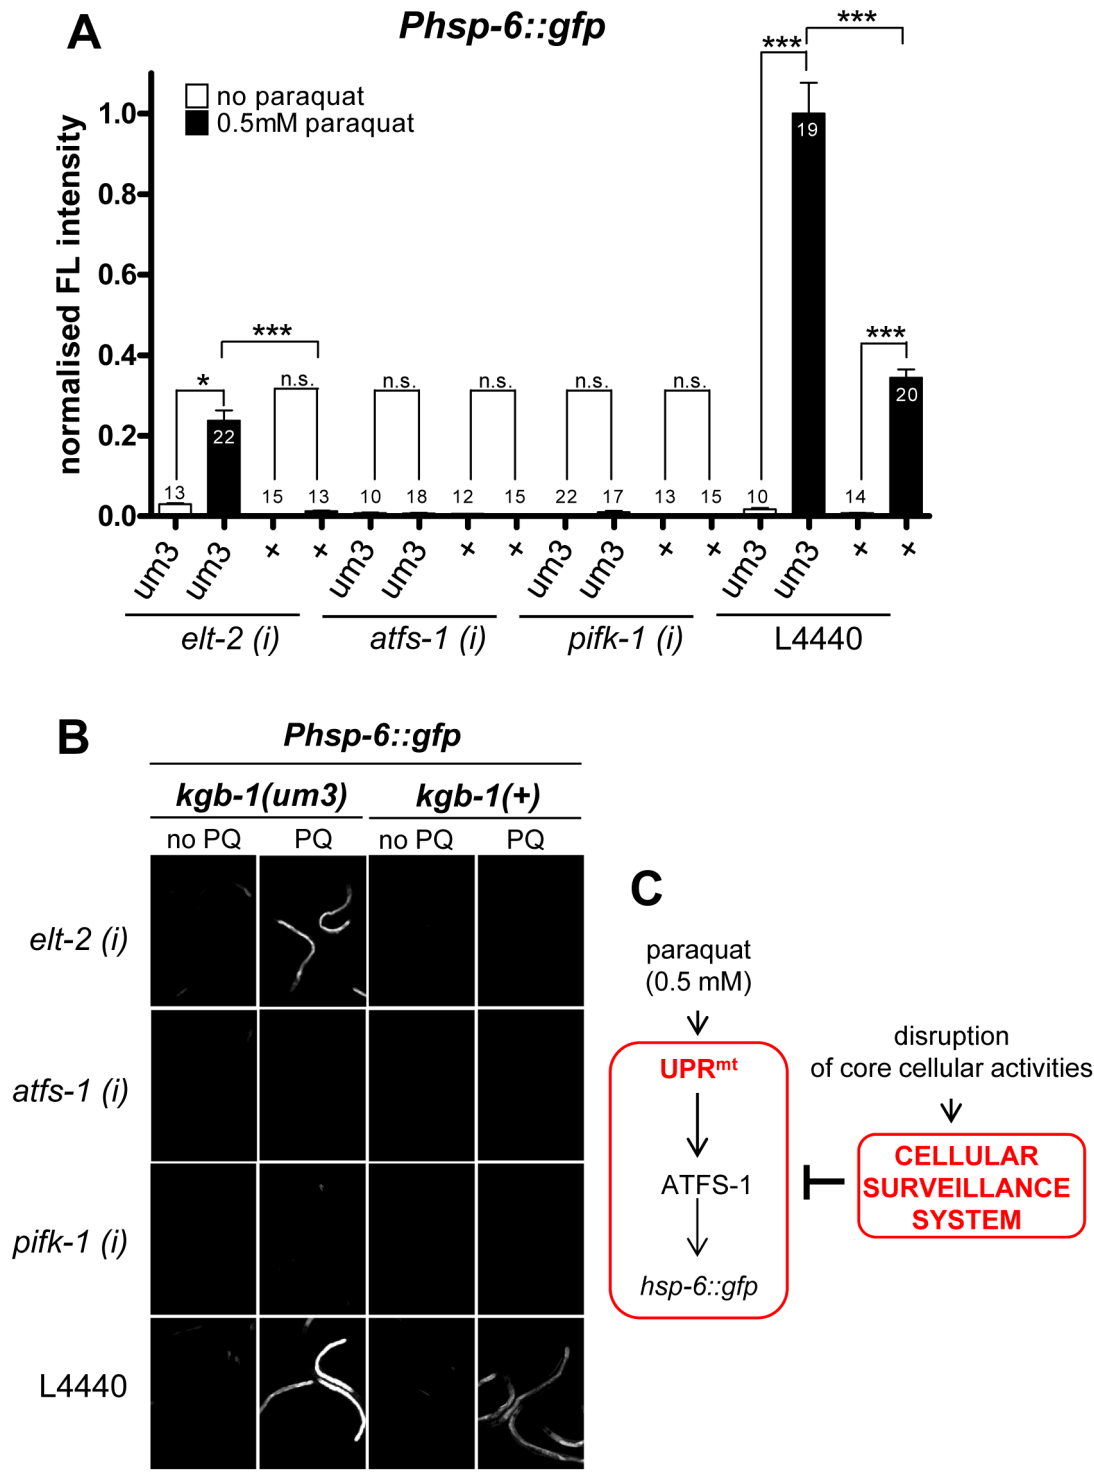 A
Phsp-6::gfp
no paraquat
0.5mM paraquat
normalised FL intensity
1.0
0.8
0.6
0.4
0.2
0.0
*
***
n.s.
n.s.
n.s.
n.s.
n.s.
***
***
***
13
22
15
13
10
18
12
15
22
17
13
15
10
19
14
20
um3
um3
+
+
um3
um3
+
+
um3
um3
+
+
um3
um3
+
+
elt-2 (i)
atfs-1 (i)
pifk-1 (i)
L4440
B
Phsp-6::gfp
kgb-1(um3)
kgb-1(+)
no PQ
PQ
no PQ
PQ
elt-2 (i)
atfs-1 (i)
pifk-1 (i)
L4440
C
paraquat
(0.5 mM)
UPRᵐᵗ
ATFS-1
hsp-6::gfp
disruption
of core cellular activities
CELLULAR
SURVEILLANCE
SYSTEM